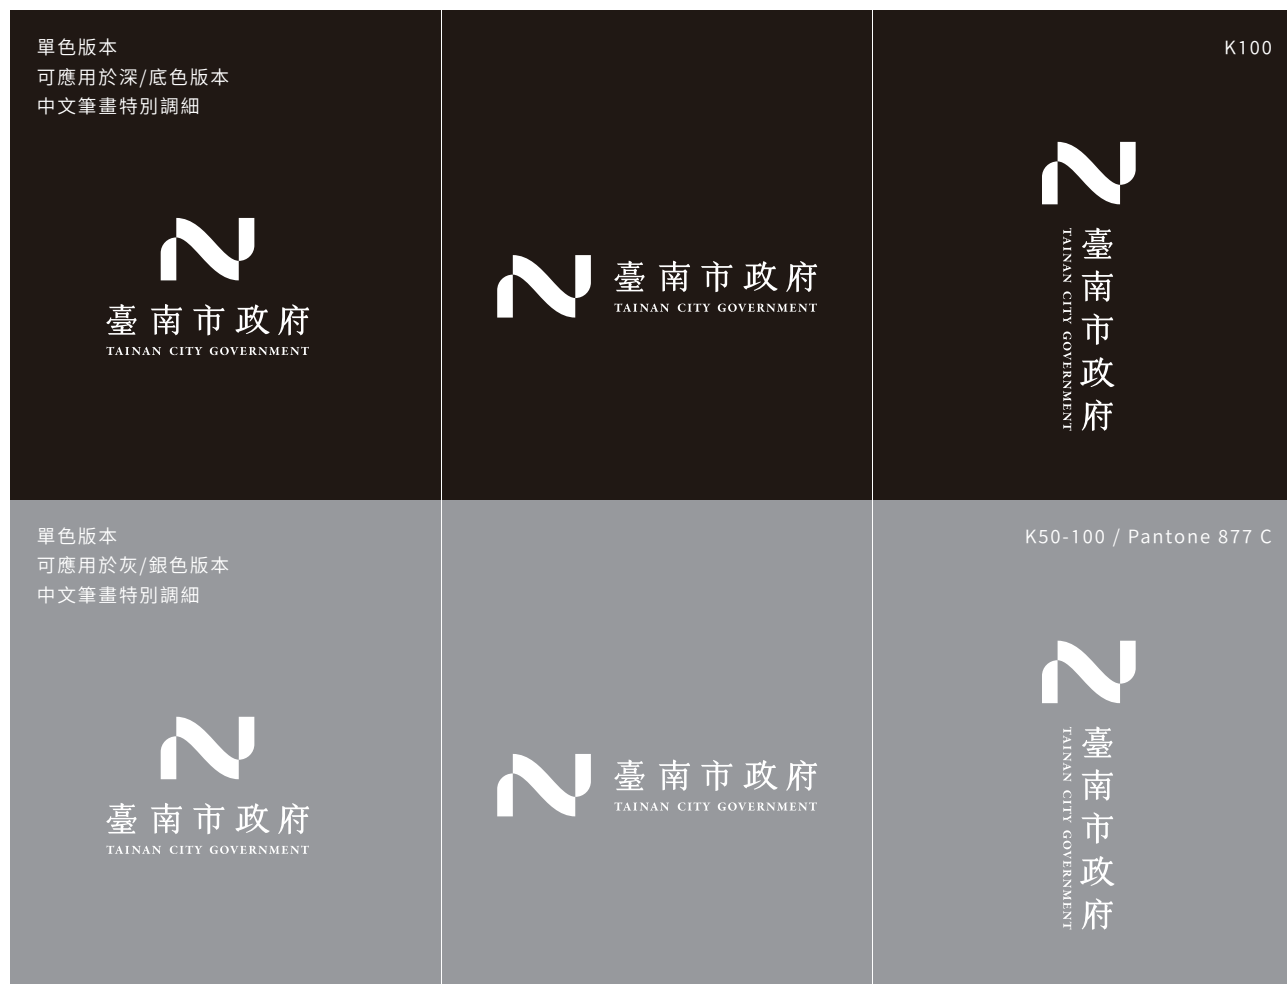 單色版本
可應用於深/底色版本
中文筆畫特別調細
K100
臺南市政府
TAINAN CITY GOVERNMENT
臺南市政府
TAINAN CITY GOVERNMENT
臺南市政府
TAINAN CITY GOVERNMENT
單色版本
可應用於灰/銀色版本
中文筆畫特別調細
K50-100 / Pantone 877 C
臺南市政府
TAINAN CITY GOVERNMENT
臺南市政府
TAINAN CITY GOVERNMENT
臺南市政府
TAINAN CITY GOVERNMENT